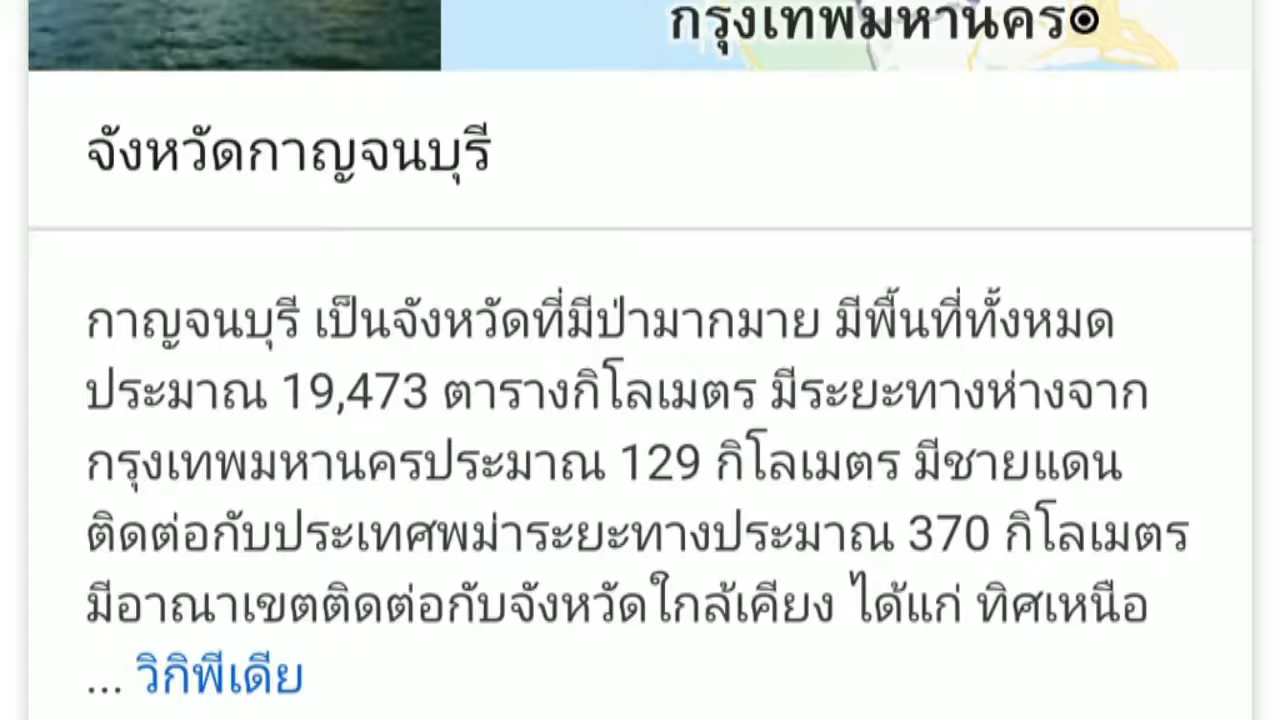 กรุงเทพมหานคร
จังหวัดกาญจนบุรี
กาญจนบุรี เป็นจังหวัดที่มีป่ามากมาย มีพื้นที่ทั้งหมด
ประมาณ 19,473 ตารางกิโลเมตร มีระยะทางห่างจาก
กรุงเทพมหานครประมาณ 129 กิโลเมตร มีชายแดน
ติดต่อกับประเทศพม่าระยะทางประมาณ 370 กิโลเมตร
มีอาณาเขตติดต่อกับจังหวัดใกล้เคียง ได้แก่ ทิศเหนือ
... วิกิพีเดีย